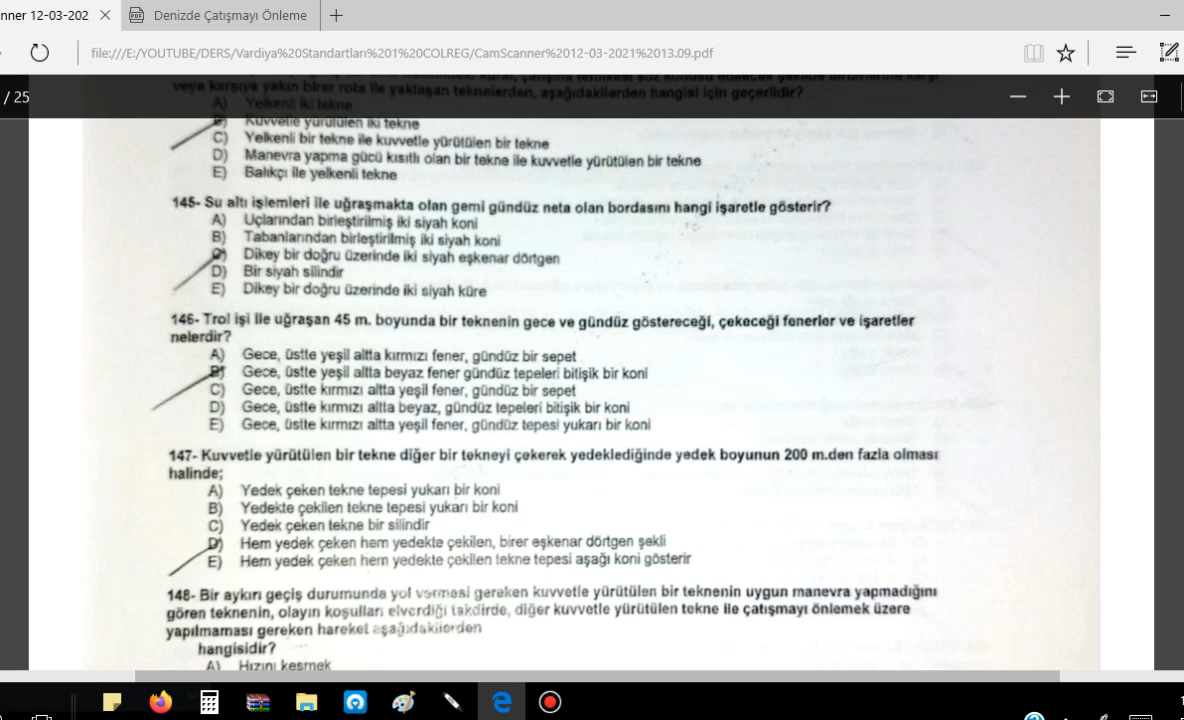 nner 12-03-202
Denizde Çatışmayı Önleme
file:///E:/YOUTUBE/DERS/Vardiya%20Standartları%201%20COLREG/CamScanner%2012-03-2021%2013.09.pdf
/ 25
veya karşıya yakın birer rota ile yaklaşan teknelerden, aşağıdakilerden hangisi için geçerlidir?
A) Yelkenli iki tekne
B) Kuvvetle yürütülen iki tekne
C) Yelkenli bir tekne ile kuvvetle yürütülen bir tekne
D) Manevra yapma gücü kısıtlı olan bir tekne ile kuvvetle yürütülen bir tekne
E) Balıkçı ile yelkenli tekne
145- Su altı işlemleri ile uğraşmakta olan gemi gündüz neta olan bordasını hangi işaretle gösterir?
A) Uçlarından birleştirilmiş iki siyah koni
B) Tabanlarından birleştirilmiş iki siyah koni
C) Dikey bir doğru üzerinde iki siyah eşkenar dörtgen
D) Bir siyah silindir
E) Dikey bir doğru üzerinde iki siyah küre
146- Trol işi ile uğraşan 45 m. boyunda bir teknenin gece ve gündüz göstereceği, çekeceği fenerler ve işaretler
nelerdir?
A) Gece, üstte yeşil altta kırmızı fener, gündüz bir sepet
B) Gece, üstte yeşil altta beyaz fener gündüz tepeleri bitişik bir koni
C) Gece, üstte kırmızı altta yeşil fener, gündüz bir sepet
D) Gece, üstte kırmızı altta beyaz, gündüz tepeleri bitişik bir koni
E) Gece, üstte kırmızı altta yeşil fener, gündüz tepesi yukarı bir koni
147- Kuvvetle yürütülen bir tekne diğer bir tekneyi çekerek yedeklediğinde yedek boyunun 200 m.den fazla olması
halinde;
A) Yedek çeken tekne tepesi yukarı bir koni
B) Yedekte çekilen tekne tepesi yukarı bir koni
C) Yedek çeken tekne bir silindir
D) Hem yedek çeken hem yedekte çekilen, birer eşkenar dörtgen şekli
E) Hem yedek çeken hem yedekte çekilen tekne tepesi aşağı koni gösterir
148- Bir aykırı geçiş durumunda yol vermesi gereken kuvvetle yürütülen bir teknenin uygun manevra yapmadığını
gören teknenin, olayın koşulları elverdiği takdirde, diğer kuvvetle yürütülen tekne ile çatışmayı önlemek üzere
yapılmaması gereken hareket aşağıdakilerden
hangisidir?
A) Hızını kesmek